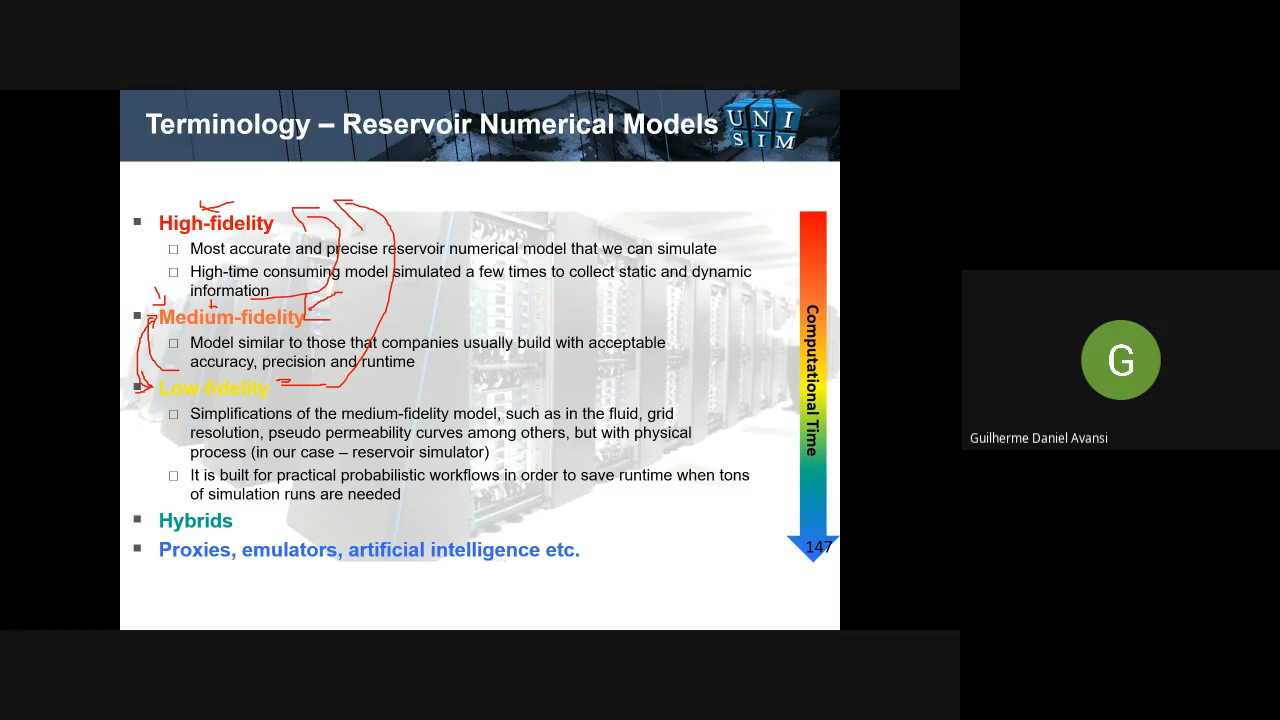 Terminology – Reservoir Numerical Models
UNI
SIM
High-fidelity
Most accurate and precise reservoir numerical model that we can simulate
High-time consuming model simulated a few times to collect static and dynamic
information
Medium-fidelity
Model similar to those that companies usually build with acceptable
accuracy, precision and runtime
Low-fidelity
Simplifications of the medium-fidelity model, such as in the fluid, grid
resolution, pseudo permeability curves among others, but with physical
process (in our case – reservoir simulator)
It is built for practical probabilistic workflows in order to save runtime when tons
of simulation runs are needed
Hybrids
Proxies, emulators, artificial intelligence etc.
Computational Time
147
G
Guilherme Daniel Avansi